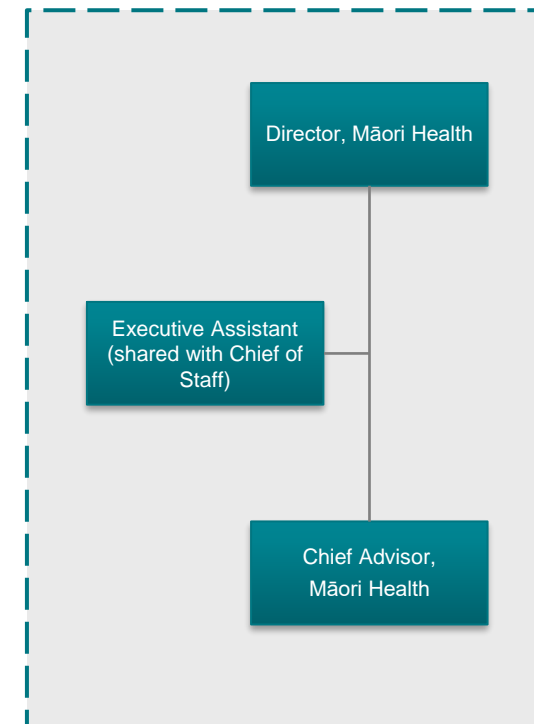 Director, Māori Health
Executive Assistant
(shared with Chief of
Staff)
Chief Advisor,
Māori Health